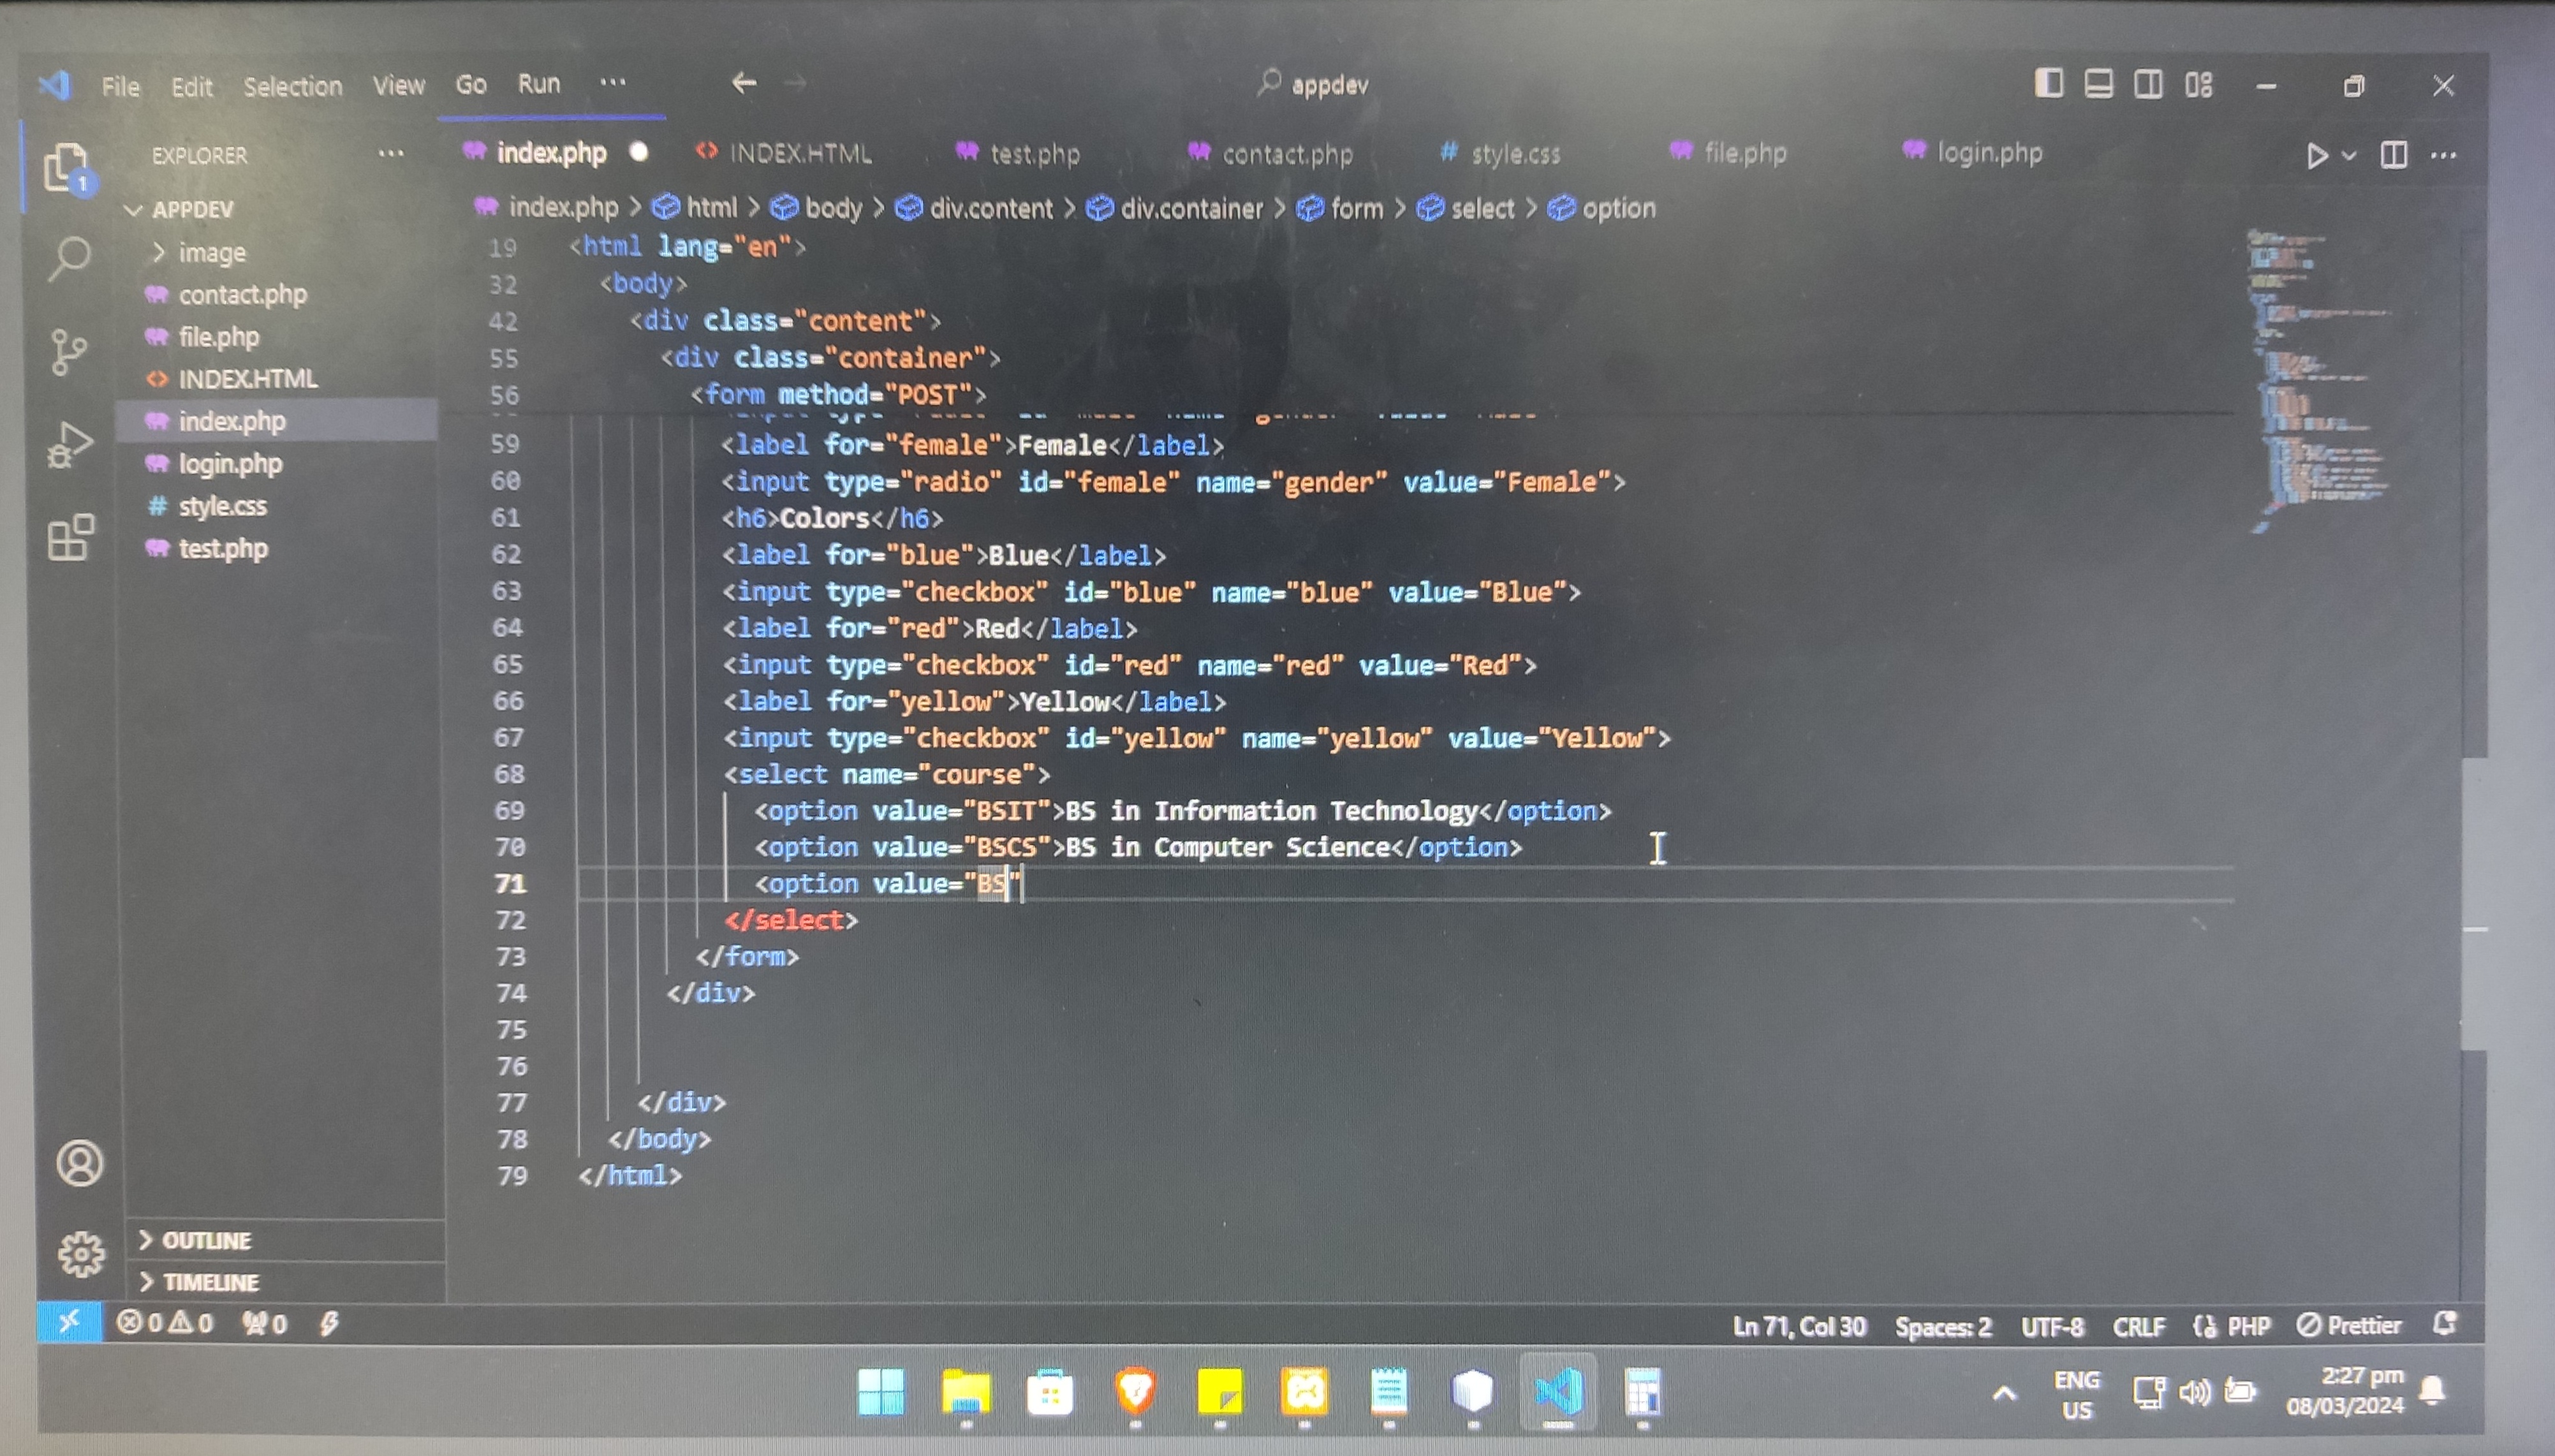 File Edit Selection View Go Run ··· appdev
EXPLORER ··· index.php INDEX.HTML test.php contact.php # style.css file.php login.php ···
1
APPDEV
index.php > html > body > div.content > div.container > form > select > option
image
contact.php
file.php
INDEX.HTML
index.php
login.php
# style.css
test.php
19 <html lang="en">
32 <body>
42 <div class="content">
55 <div class="container">
56 <form method="POST">
59 <label for="female">Female</label>
60 <input type="radio" id="female" name="gender" value="Female">
61 <h6>Colors</h6>
62 <label for="blue">Blue</label>
63 <input type="checkbox" id="blue" name="blue" value="Blue">
64 <label for="red">Red</label>
65 <input type="checkbox" id="red" name="red" value="Red">
66 <label for="yellow">Yellow</label>
67 <input type="checkbox" id="yellow" name="yellow" value="Yellow">
68 <select name="course">
69 <option value="BSIT">BS in Information Technology</option>
70 <option value="BSCS">BS in Computer Science</option>
71 <option value="BS"
72 </select>
73 </form>
74 </div>
75
76
77 </div>
78 </body>
79 </html>
OUTLINE
TIMELINE
0 0 0 Ln 71, Col 30 Spaces: 2 UTF-8 CRLF PHP Prettier
ENG
US
2:27 pm
08/03/2024